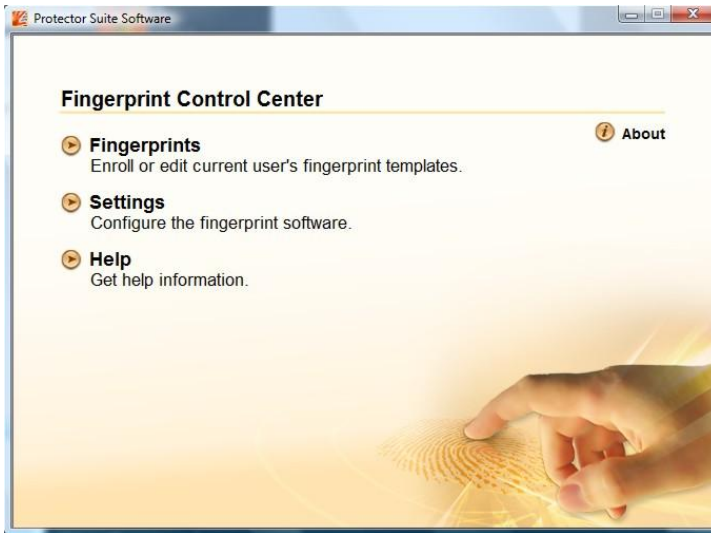 Protector Suite Software
Fingerprint Control Center
About
Fingerprints
Enroll or edit current user's fingerprint templates.
Settings
Configure the fingerprint software.
Help
Get help information.